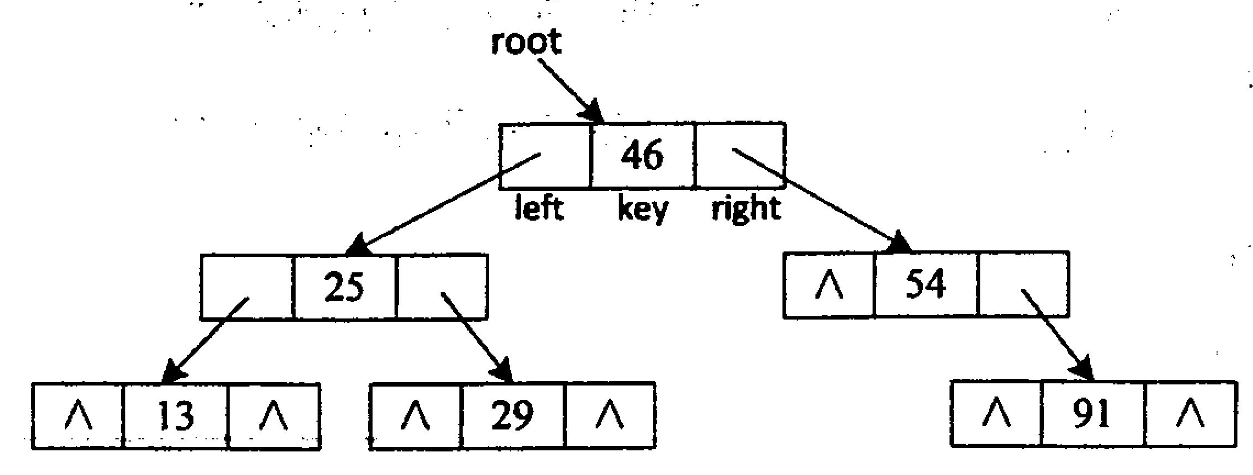 root
46
left key right
25
∧ 54
∧ 13 ∧
∧ 29 ∧
∧ 91 ∧